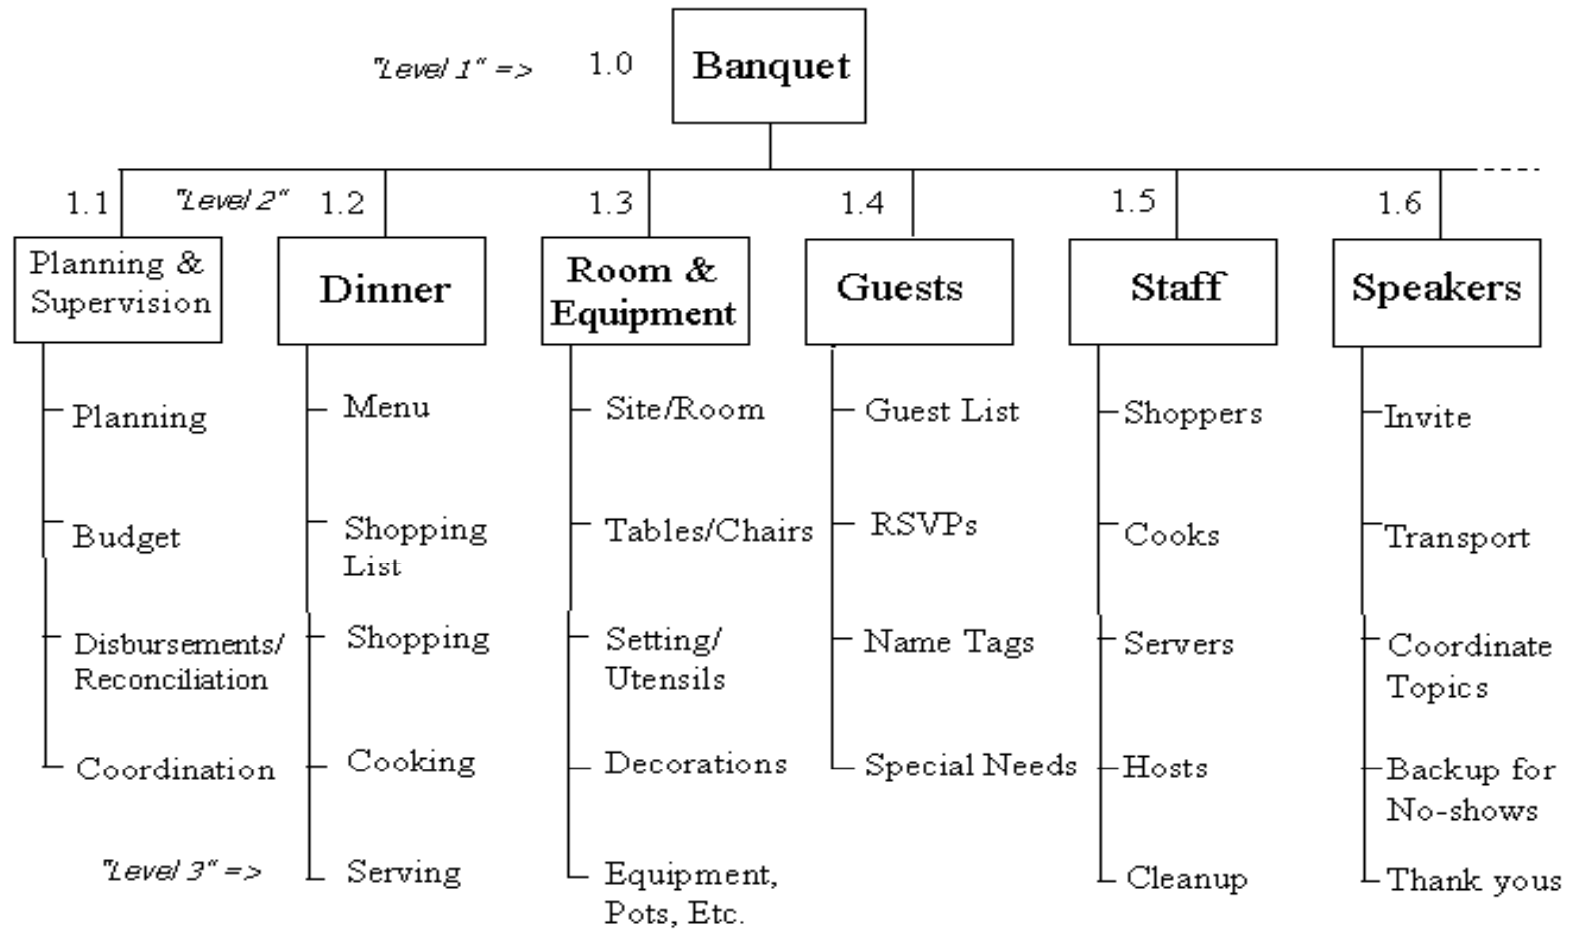 "Level 1" => 1.0 Banquet
1.1 "Level 2" 1.2 1.3 1.4 1.5 1.6
Planning &
Supervision
Dinner
Room &
Equipment
Guests
Staff
Speakers
Planning
Budget
Disbursements/
Reconciliation
Coordination
Menu
Shopping
List
Shopping
Cooking
"Level 3" => Serving
Site/Room
Tables/Chairs
Setting/
Utensils
Decorations
Equipment,
Pots, Etc.
Guest List
RSVPs
Name Tags
Special Needs
Shoppers
Cooks
Servers
Hosts
Cleanup
Invite
Transport
Coordinate
Topics
Backup for
No-shows
Thank yous